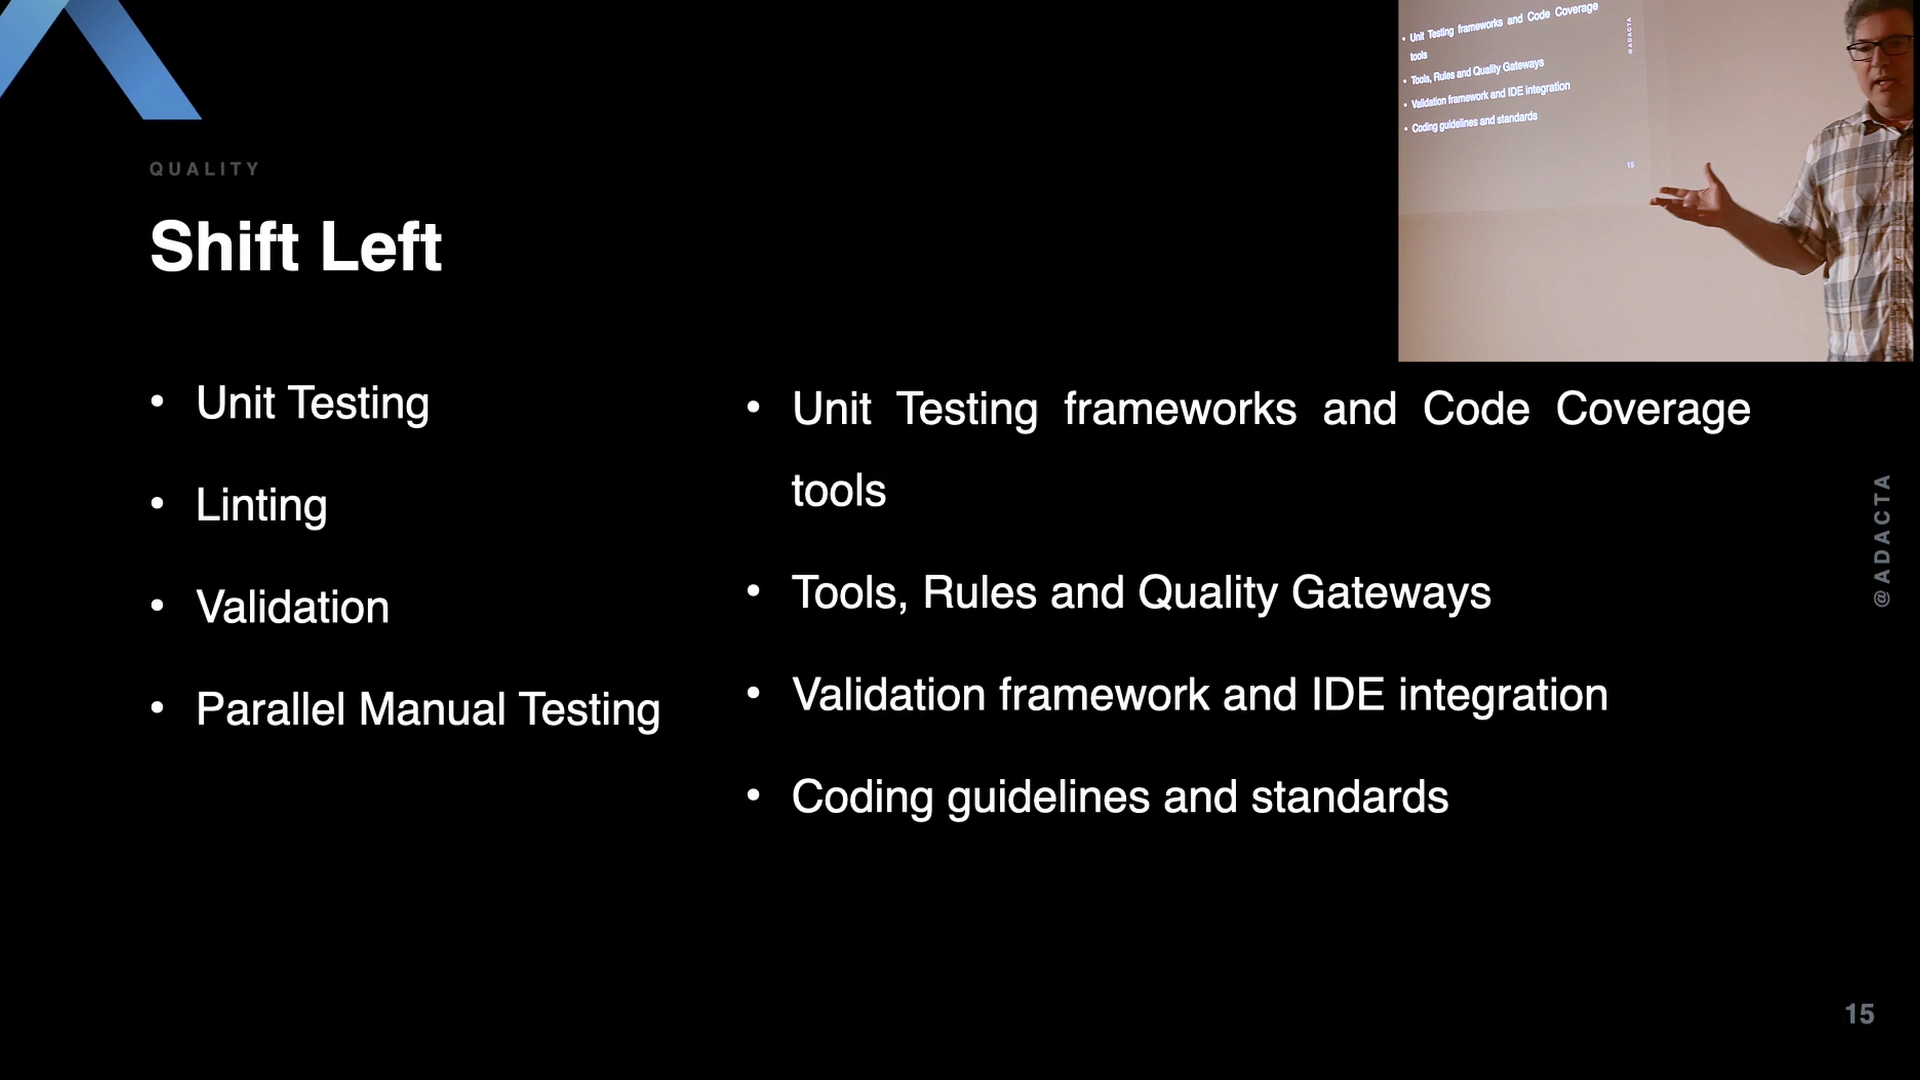 QUALITY
Shift Left
• Unit Testing
• Linting
• Validation
• Parallel Manual Testing
• Unit Testing frameworks and Code Coverage
tools
• Tools, Rules and Quality Gateways
• Validation framework and IDE integration
• Coding guidelines and standards
@ADACTA
15
• Unit Testing frameworks and Code Coverage
tools
• Tools, Rules and Quality Gateways
• Validation framework and IDE integration
• Coding guidelines and standards
@ADACTA
15